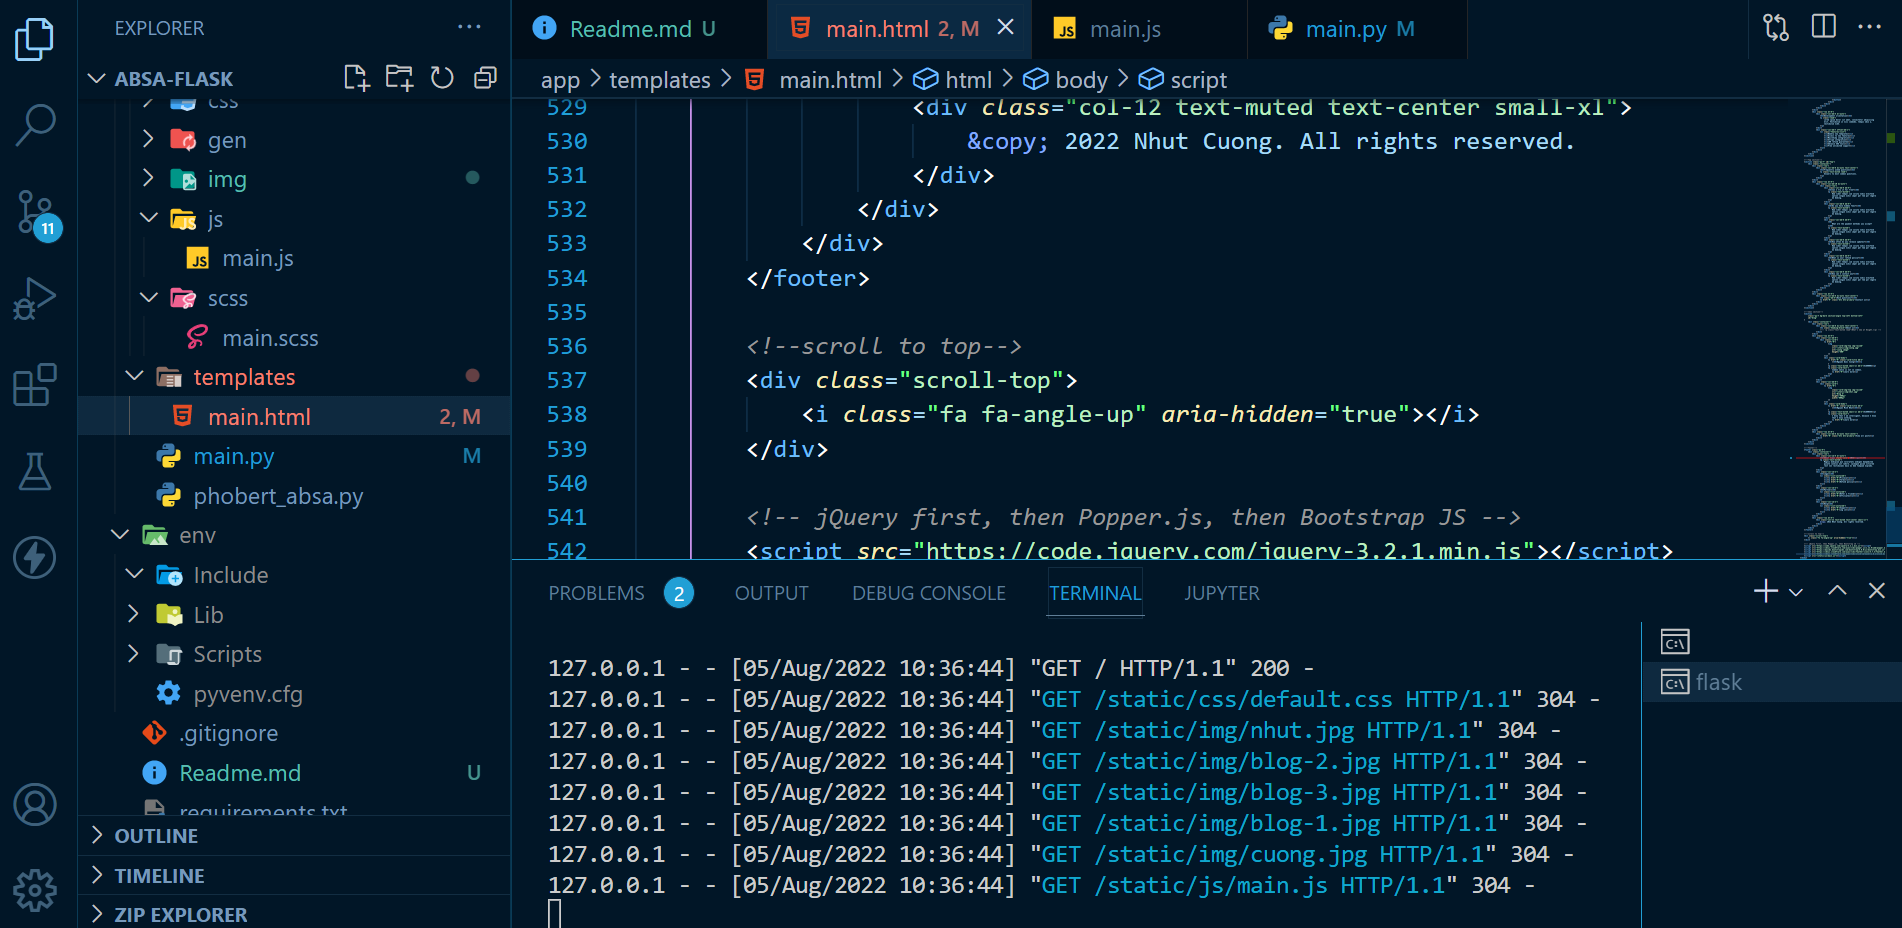 EXPLORER
ABSA-FLASK
css
gen
img
js
JS main.js
scss
main.scss
templates
main.html 2, M
main.py M
phobert_absa.py
env
Include
Lib
Scripts
pyvenv.cfg
.gitignore
Readme.md U
requirements.txt
OUTLINE
TIMELINE
ZIP EXPLORER
11
Readme.md U
main.html 2, M
JS main.js
main.py M
app > templates > main.html > html > body > script
529 <div class="col-12 text-muted text-center small-xl">
530 &copy; 2022 Nhut Cuong. All rights reserved.
531 </div>
532 </div>
533 </div>
534 </footer>
535
536 <!--scroll to top-->
537 <div class="scroll-top">
538 <i class="fa fa-angle-up" aria-hidden="true"></i>
539 </div>
540
541 <!-- jQuery first, then Popper.js, then Bootstrap JS -->
542 <script src="https://code.jquery.com/jquery-3.2.1.min.js"></script>
PROBLEMS 2 OUTPUT DEBUG CONSOLE TERMINAL JUPYTER
127.0.0.1 - - [05/Aug/2022 10:36:44] "GET / HTTP/1.1" 200 -
127.0.0.1 - - [05/Aug/2022 10:36:44] "GET /static/css/default.css HTTP/1.1" 304 -
127.0.0.1 - - [05/Aug/2022 10:36:44] "GET /static/img/nhut.jpg HTTP/1.1" 304 -
127.0.0.1 - - [05/Aug/2022 10:36:44] "GET /static/img/blog-2.jpg HTTP/1.1" 304 -
127.0.0.1 - - [05/Aug/2022 10:36:44] "GET /static/img/blog-3.jpg HTTP/1.1" 304 -
127.0.0.1 - - [05/Aug/2022 10:36:44] "GET /static/img/blog-1.jpg HTTP/1.1" 304 -
127.0.0.1 - - [05/Aug/2022 10:36:44] "GET /static/img/cuong.jpg HTTP/1.1" 304 -
127.0.0.1 - - [05/Aug/2022 10:36:44] "GET /static/js/main.js HTTP/1.1" 304 -
flask